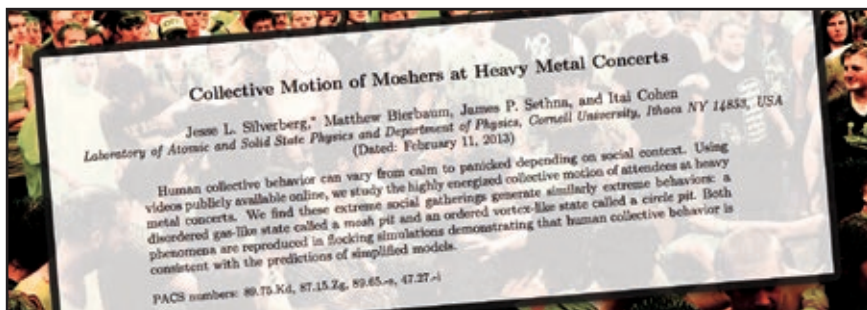 Collective Motion of Moshers at Heavy Metal Concerts
Jesse L. Silverberg,* Matthew Bierbaum, James P. Sethna, and Itai Cohen
Laboratory of Atomic and Solid State Physics and Department of Physics, Cornell University, Ithaca NY 14853, USA
(Dated: February 11, 2013)
Human collective behavior can vary from calm to panicked depending on social context. Using
videos publicly available online, we study the highly energized collective motion of attendees at heavy
metal concerts. We find these extreme social gatherings generate similarly extreme behaviors: a
disordered gas-like state called a mosh pit and an ordered vortex-like state called a circle pit. Both
phenomena are reproduced in flocking simulations demonstrating that human collective behavior is
consistent with the predictions of simplified models.
PACS numbers: 89.75.Kd, 87.15.Zg, 89.65.-s, 47.27.-i